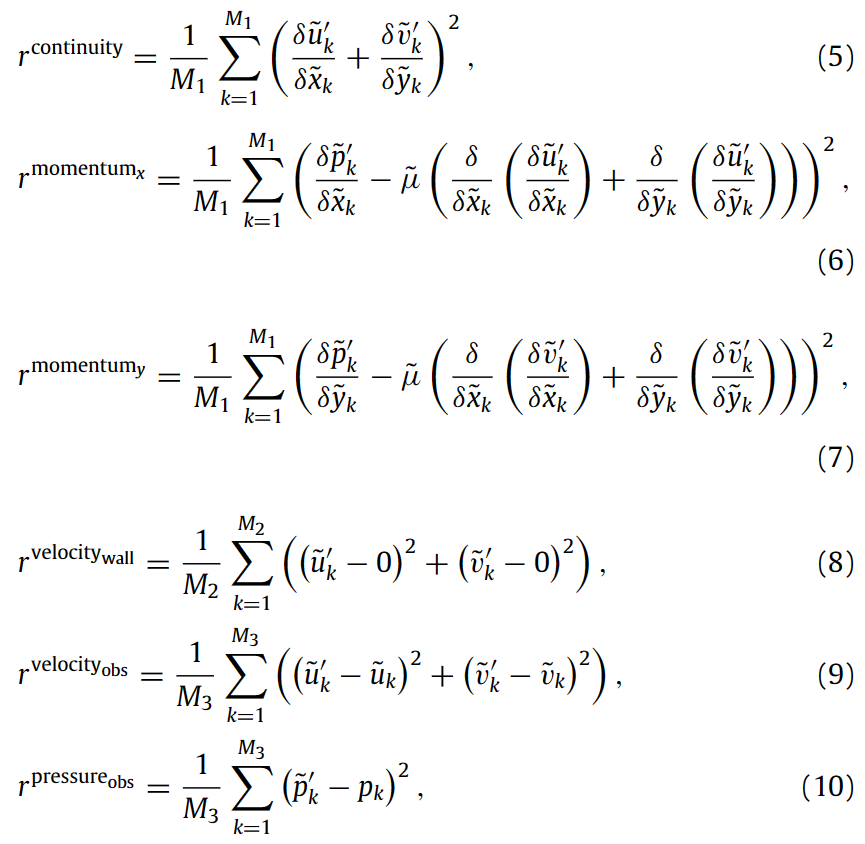 r^{continuity} = \frac{1}{M_1} \sum_{k=1}^{M_1} \left( \frac{\delta \tilde{u}'_k}{\delta \tilde{x}_k} + \frac{\delta \tilde{v}'_k}{\delta \tilde{y}_k} \right)^2 , (5)
r^{momentum_x} = \frac{1}{M_1} \sum_{k=1}^{M_1} \left( \frac{\delta \tilde{p}'_k}{\delta \tilde{x}_k} - \tilde{\mu} \left( \frac{\delta}{\delta \tilde{x}_k} \left( \frac{\delta \tilde{u}'_k}{\delta \tilde{x}_k} \right) + \frac{\delta}{\delta \tilde{y}_k} \left( \frac{\delta \tilde{u}'_k}{\delta \tilde{y}_k} \right) \right) \right)^2 ,
(6)
r^{momentum_y} = \frac{1}{M_1} \sum_{k=1}^{M_1} \left( \frac{\delta \tilde{p}'_k}{\delta \tilde{y}_k} - \tilde{\mu} \left( \frac{\delta}{\delta \tilde{x}_k} \left( \frac{\delta \tilde{v}'_k}{\delta \tilde{x}_k} \right) + \frac{\delta}{\delta \tilde{y}_k} \left( \frac{\delta \tilde{v}'_k}{\delta \tilde{y}_k} \right) \right) \right)^2 ,
(7)
r^{velocity_{wall}} = \frac{1}{M_2} \sum_{k=1}^{M_2} \left( \left( \tilde{u}'_k - 0 \right)^2 + \left( \tilde{v}'_k - 0 \right)^2 \right) , (8)
r^{velocity_{obs}} = \frac{1}{M_3} \sum_{k=1}^{M_3} \left( \left( \tilde{u}'_k - \tilde{u}_k \right)^2 + \left( \tilde{v}'_k - \tilde{v}_k \right)^2 \right) , (9)
r^{pressure_{obs}} = \frac{1}{M_3} \sum_{k=1}^{M_3} \left( \tilde{p}'_k - p_k \right)^2 , (10)